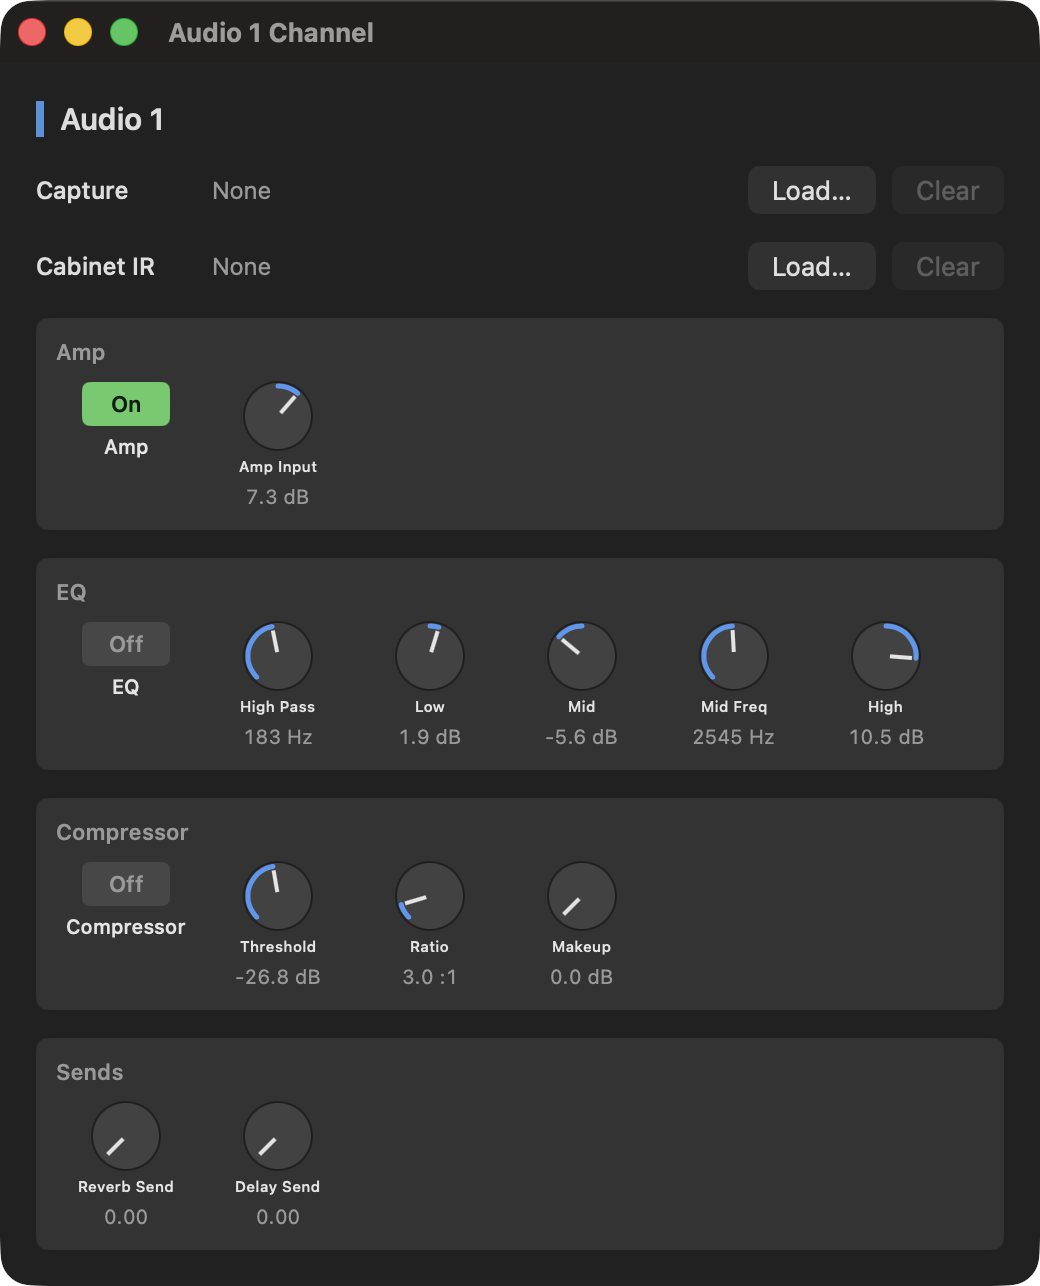 Audio 1 Channel
Audio 1
Capture None Load... Clear
Cabinet IR None Load... Clear
Amp
On
Amp
Amp Input
7.3 dB
EQ
Off
EQ
High Pass Low Mid Mid Freq High
183 Hz 1.9 dB -5.6 dB 2545 Hz 10.5 dB
Compressor
Off
Compressor
Threshold Ratio Makeup
-26.8 dB 3.0 :1 0.0 dB
Sends
Reverb Send Delay Send
0.00 0.00